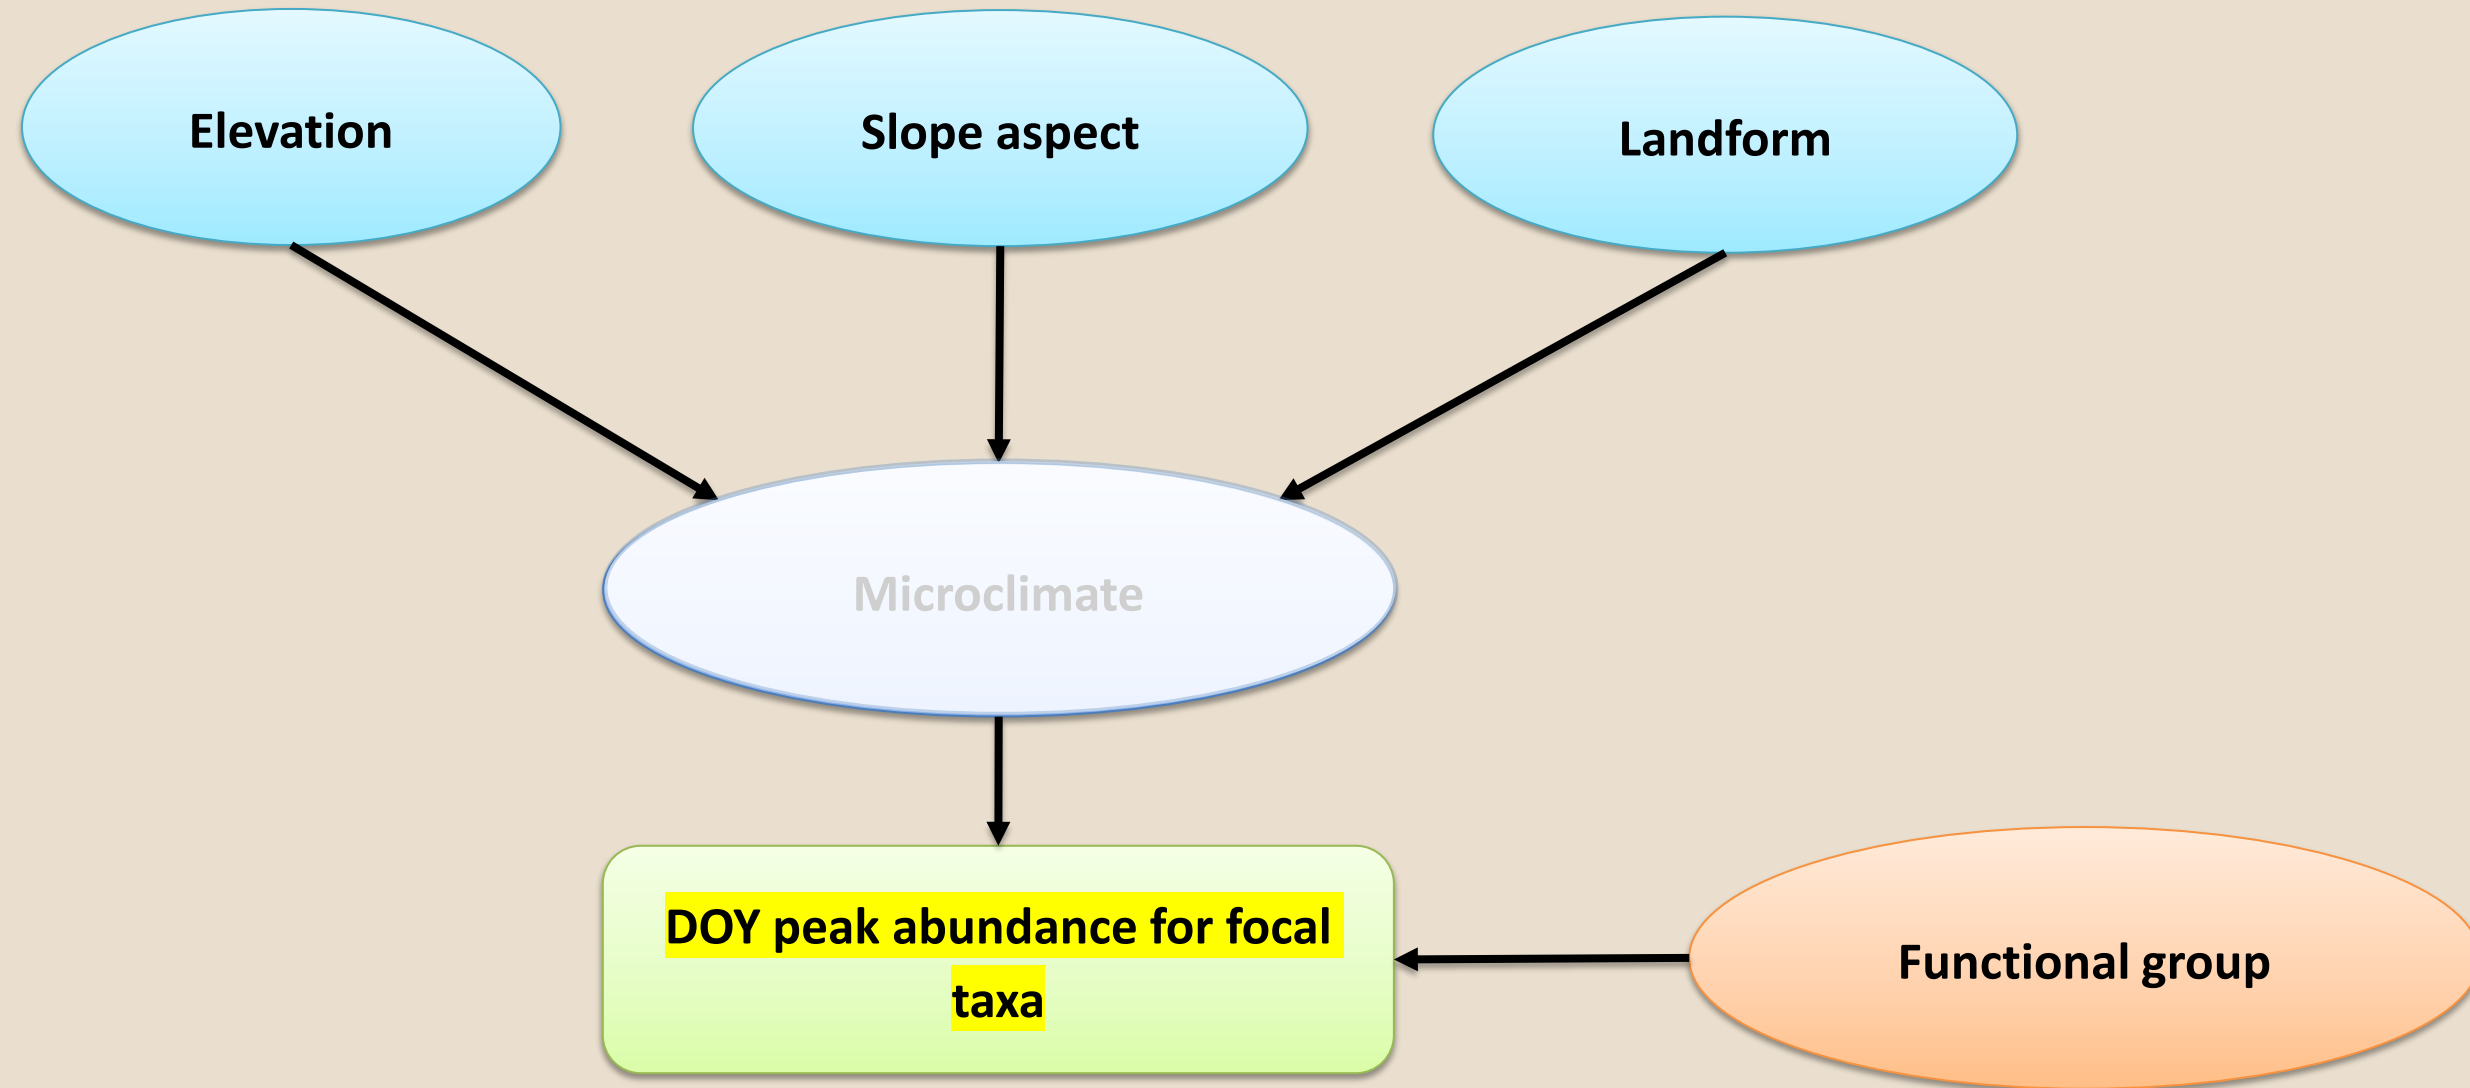 Elevation
Slope aspect
Landform
Microclimate
DOY peak abundance for focal
taxa
Functional group